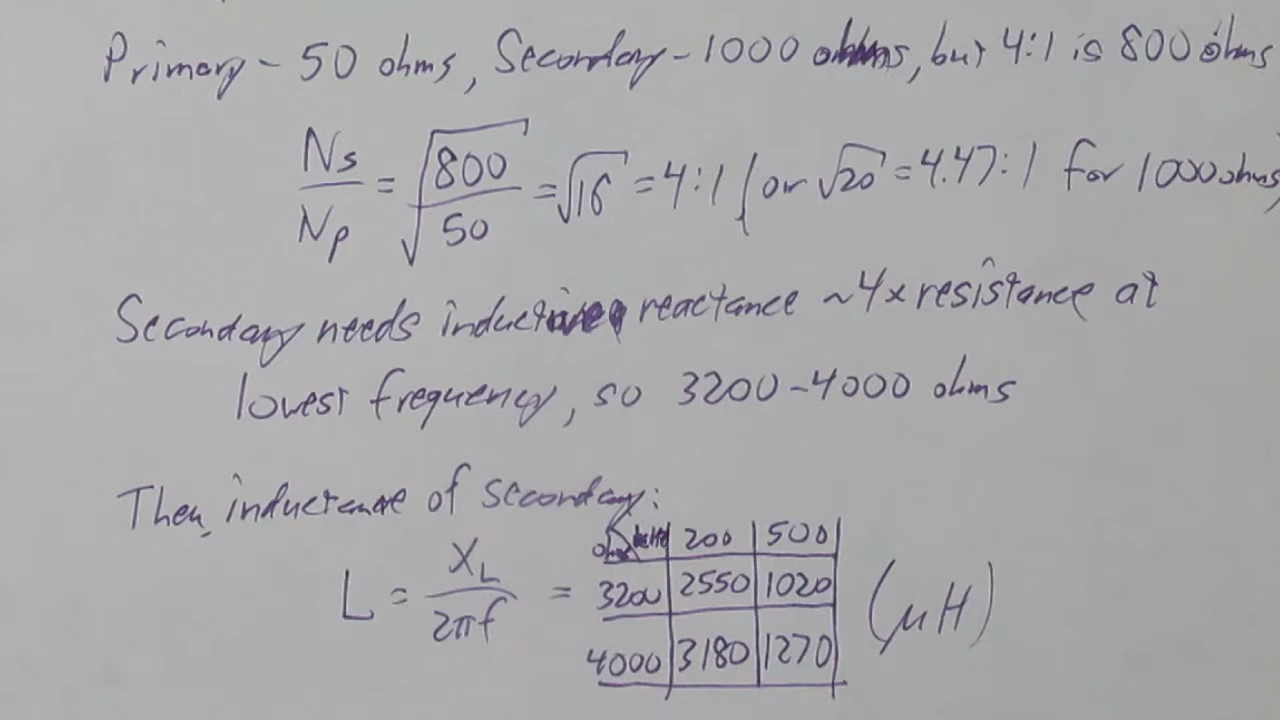 Primary - 50 ohms, Secondary - 1000 ohms, but 4:1 is 800 ohms
Ns/Np = √(800/50) = √16 = 4:1 (or √20 = 4.47:1 for 1000 ohms
Secondary needs inductive reactance ~4x resistance at
lowest frequency, so 3200-4000 ohms
Then, inductance of secondary:
L = XL/2πf = (μH)
200 500
3200 2550 1020
4000 3180 1270